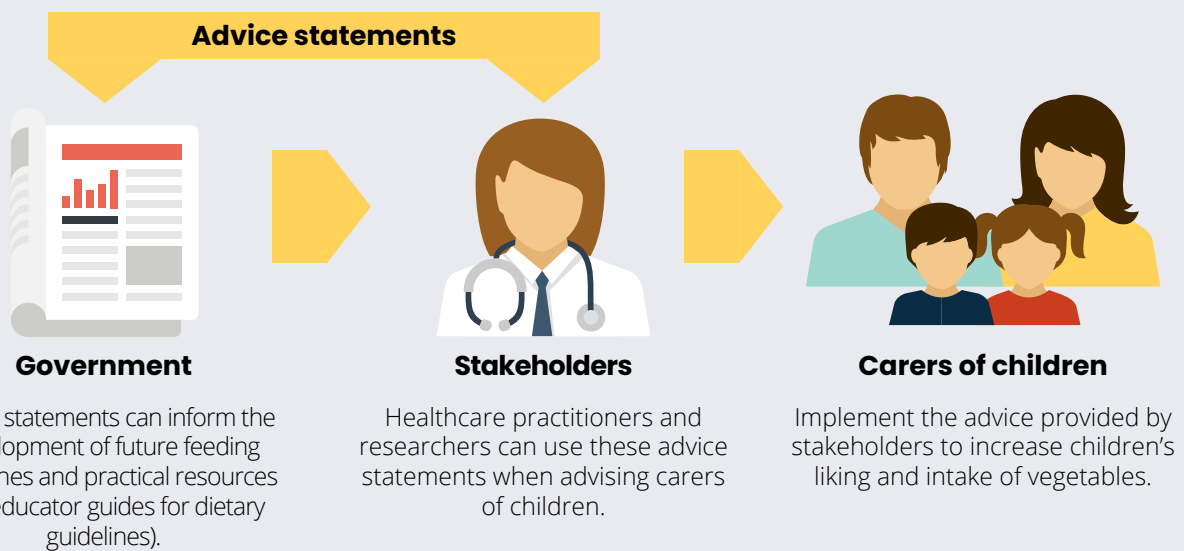 Advice statements
Government
statements can inform the
lopment of future feeding
nes and practical resources
ducator guides for dietary
guidelines).
Stakeholders
Healthcare practitioners and
researchers can use these advice
statements when advising carers
of children.
Carers of children
Implement the advice provided by
stakeholders to increase children’s
liking and intake of vegetables.